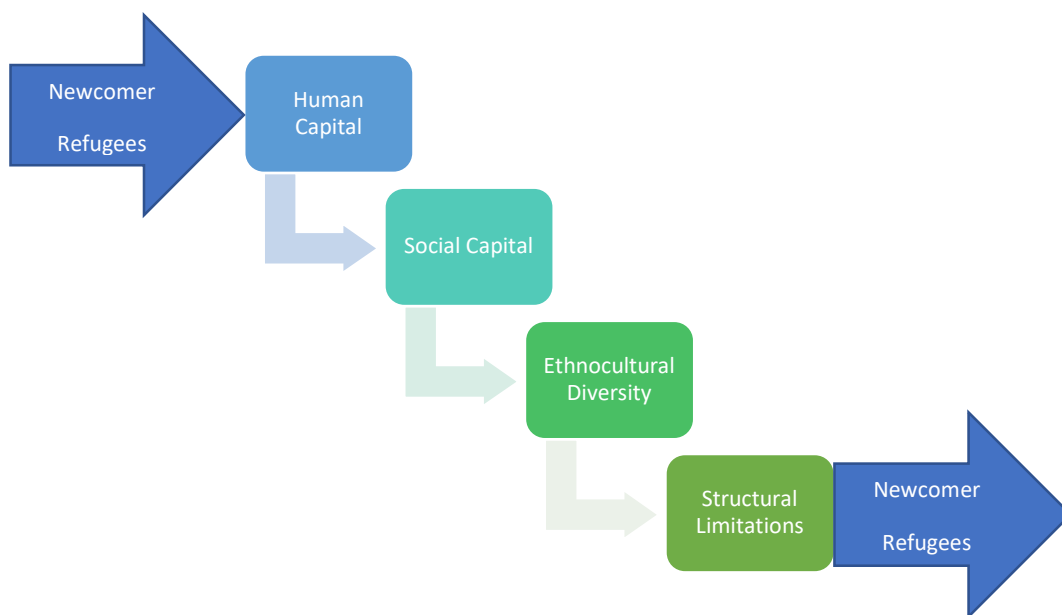 Newcomer
Refugees
Human
Capital
Social Capital
Ethnocultural
Diversity
Structural
Limitations
Newcomer
Refugees